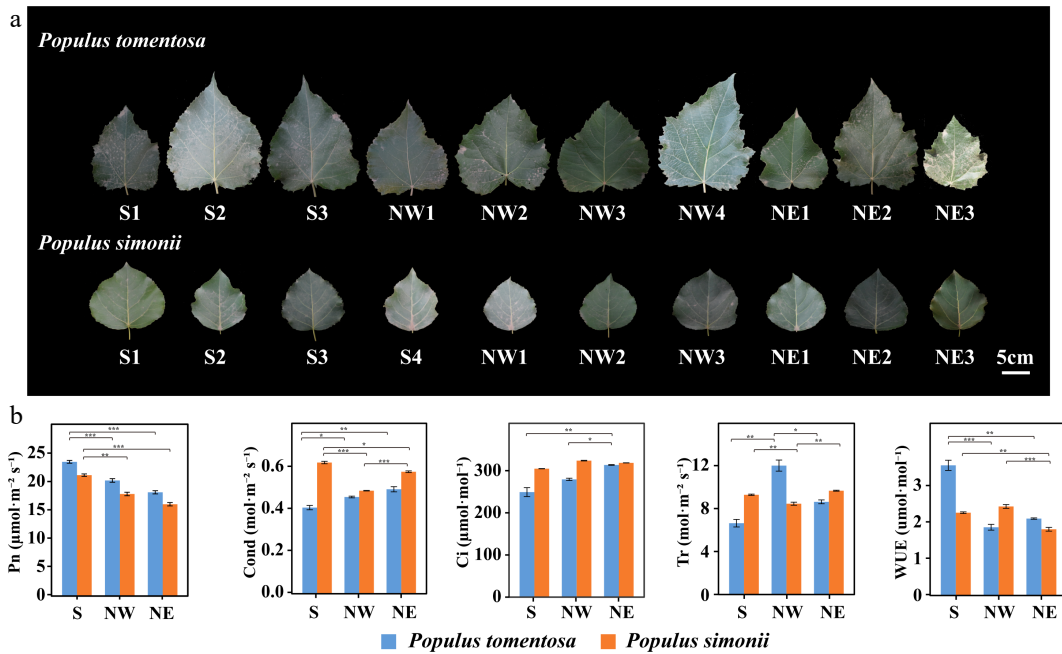 a
Populus tomentosa
S1 S2 S3 NW1 NW2 NW3 NW4 NE1 NE2 NE3
Populus simonii
S1 S2 S3 S4 NW1 NW2 NW3 NE1 NE2 NE3
5cm
b
Pn (μmol·m⁻² s⁻¹)
25
20
15
10
5
0
***
***
***
**
S NW NE
Cond (mol·m⁻² s⁻¹)
0.6
0.4
0.2
0.0
**
*
*
***
***
S NW NE
Ci (μmol·mol⁻¹)
300
200
100
0
**
*
S NW NE
Tr (mol·m⁻² s⁻¹)
12
9
6
3
0
** *
** **
S NW NE
WUE (umol·mol⁻¹)
3
2
1
0
**
***
**
***
S NW NE
Populus tomentosa Populus simonii